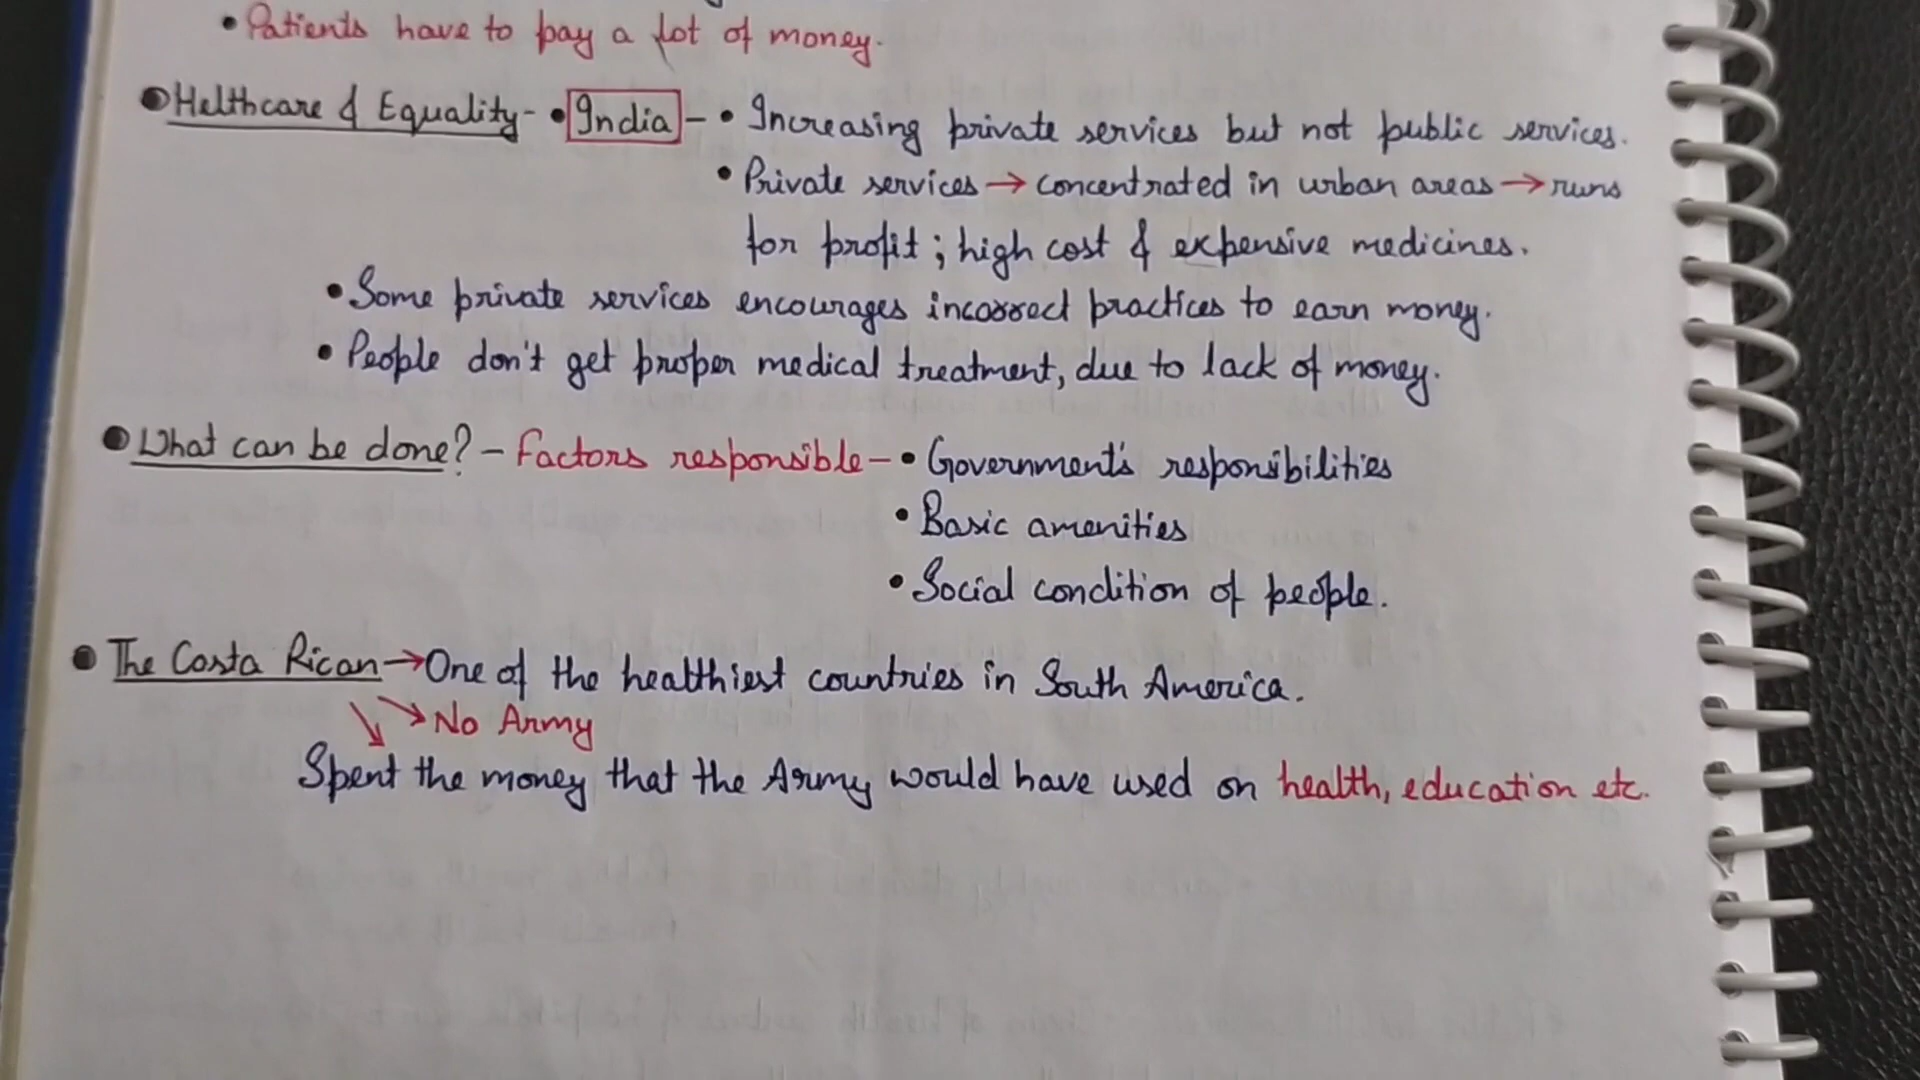 • Patients have to pay a lot of money.
• Helthcare & Equality - • India - • Increasing private services but not public services.
• Private services → concentrated in urban areas → runs
for profit ; high cost & expensive medicines.
• Some private services encourages incorrect practices to earn money.
• People don't get proper medical treatment, due to lack of money.
• What can be done? - Factors responsible - • Government's responsibilities
• Basic amenities
• Social condition of people.
• The Costa Rican → One of the healthiest countries in South America.
↘ ↘ No Army
Spent the money that the Army would have used on health, education etc.